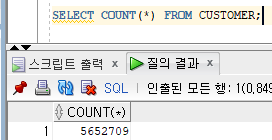 SELECT COUNT(*) FROM CUSTOMER;
스크립트 출력 × 질의 결과 ×
SQL | 인출된 모든 행: 1(0,849
COUNT(*)
1 5652709